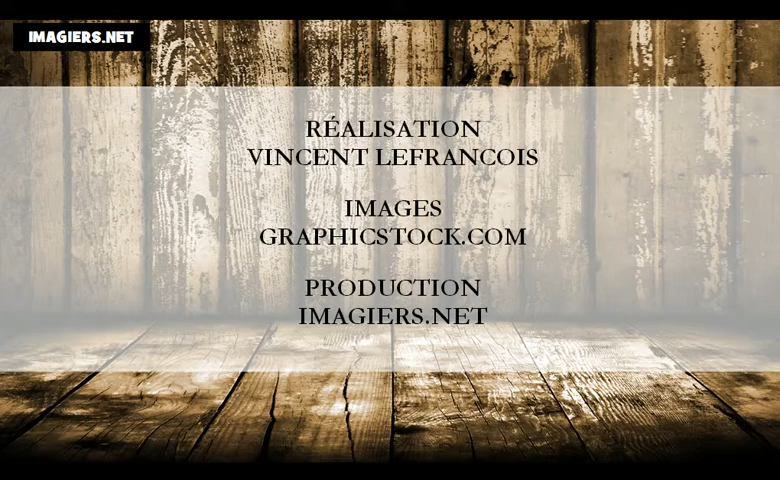 IMAGIERS.NET
RÉALISATION
VINCENT LEFRANCOIS
IMAGES
GRAPHICSTOCK.COM
PRODUCTION
IMAGIERS.NET